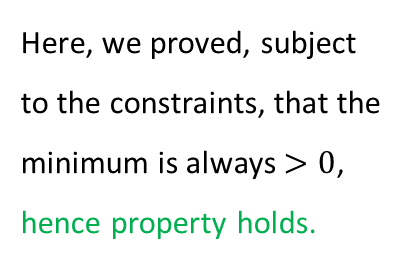 Here, we proved, subject
to the constraints, that the
minimum is always > 0,
hence property holds.